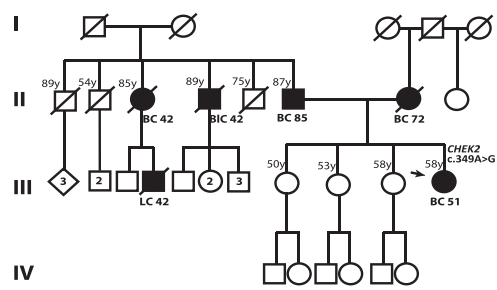 I
89y 54y 85y 89y 75y 87y
II
BC 42 BlC 42 BC 85 BC 72
CHEK2
c.349A>G
50y 53y 58y 58y
III
3 2 2 3
LC 42 BC 51
IV